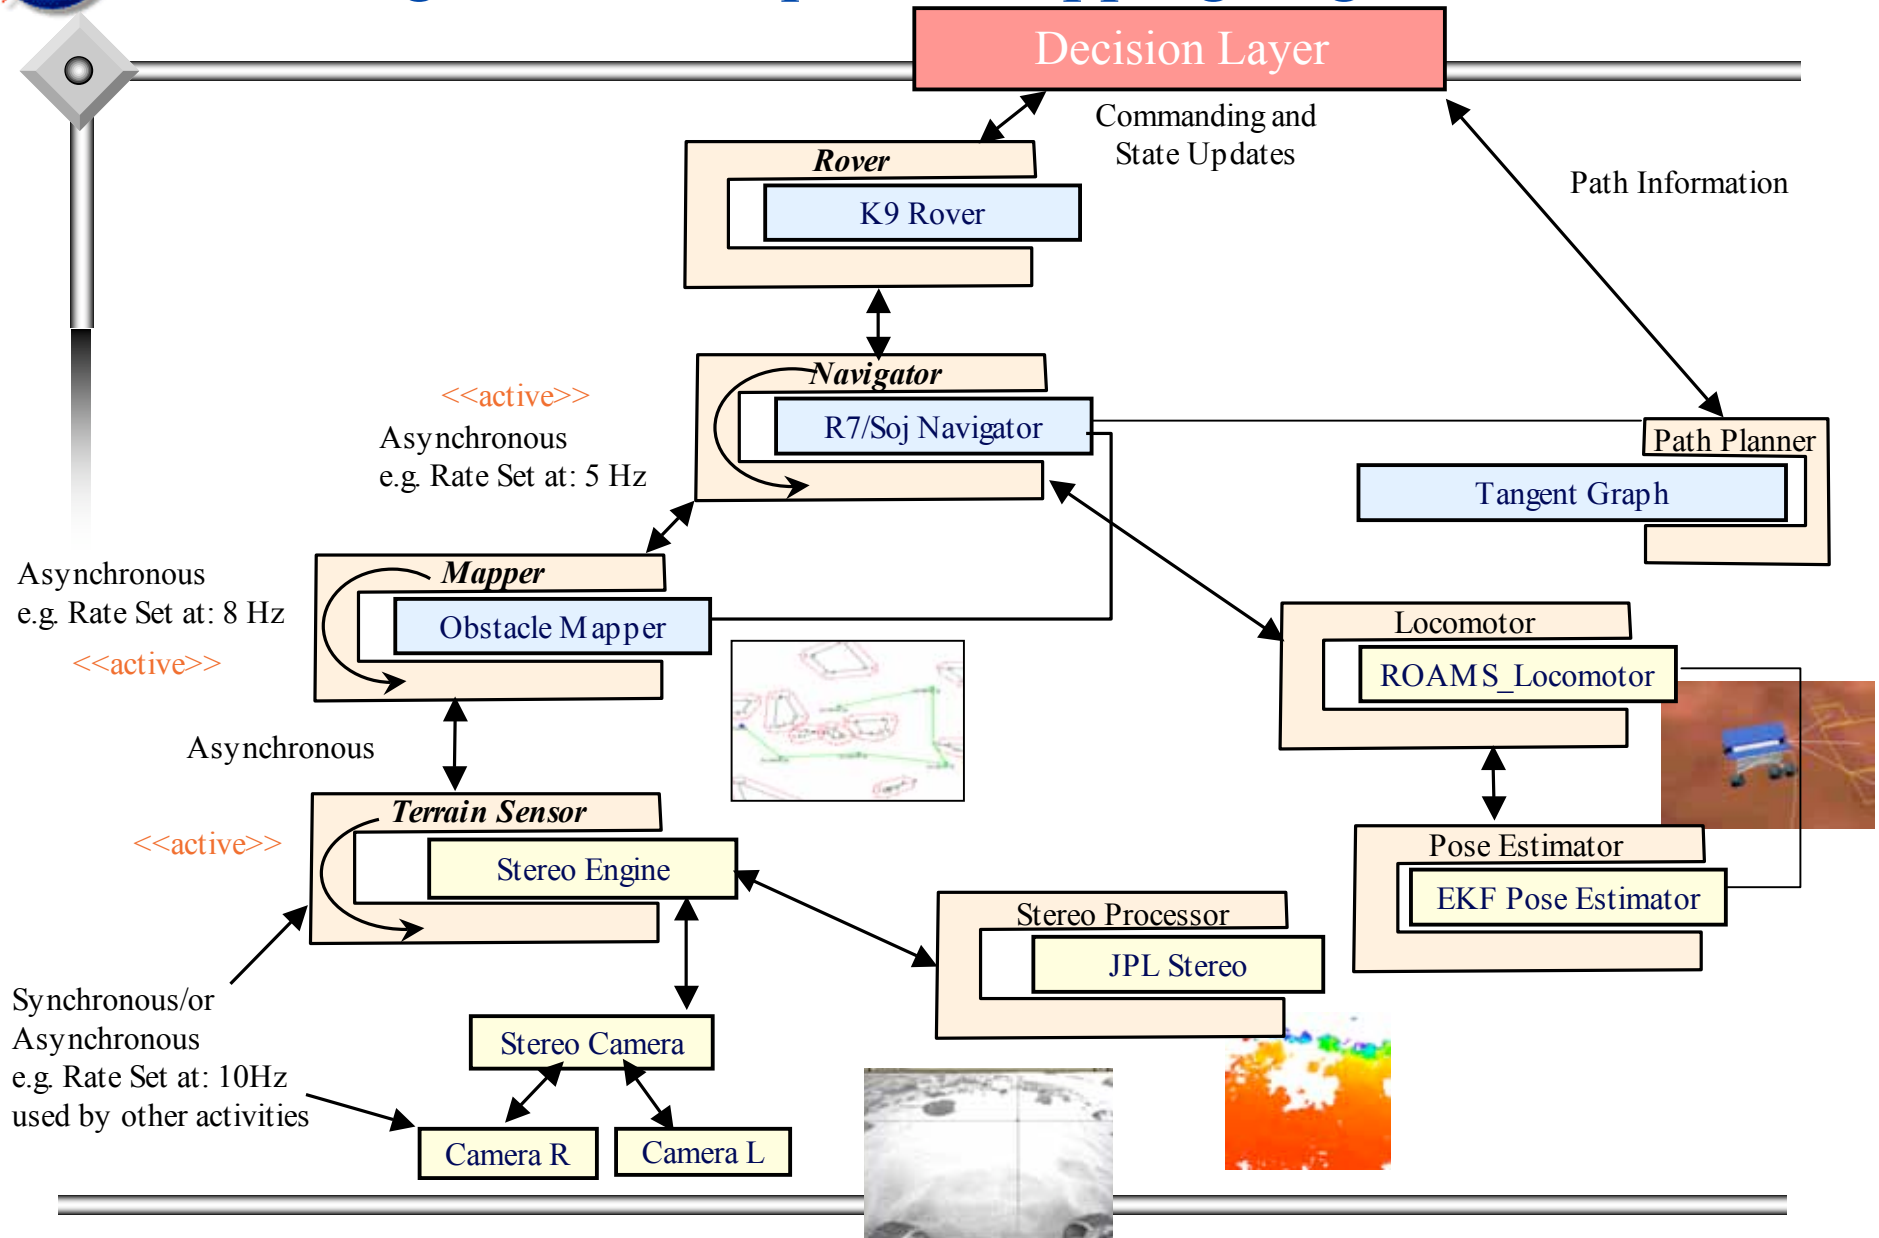 Decision Layer
Commanding and
State Updates
Path Information
Rover
K9 Rover
<<active>>
Asynchronous
e.g. Rate Set at: 5 Hz
Navigator
R7/Soj Navigator
Path Planner
Tangent Graph
Asynchronous
e.g. Rate Set at: 8 Hz
<<active>>
Mapper
Obstacle Mapper
Locomotor
ROAMS_Locomotor
Asynchronous
<<active>>
Terrain Sensor
Stereo Engine
Pose Estimator
EKF Pose Estimator
Stereo Processor
JPL Stereo
Synchronous/or
Asynchronous
e.g. Rate Set at: 10Hz
used by other activities
Stereo Camera
Camera R
Camera L